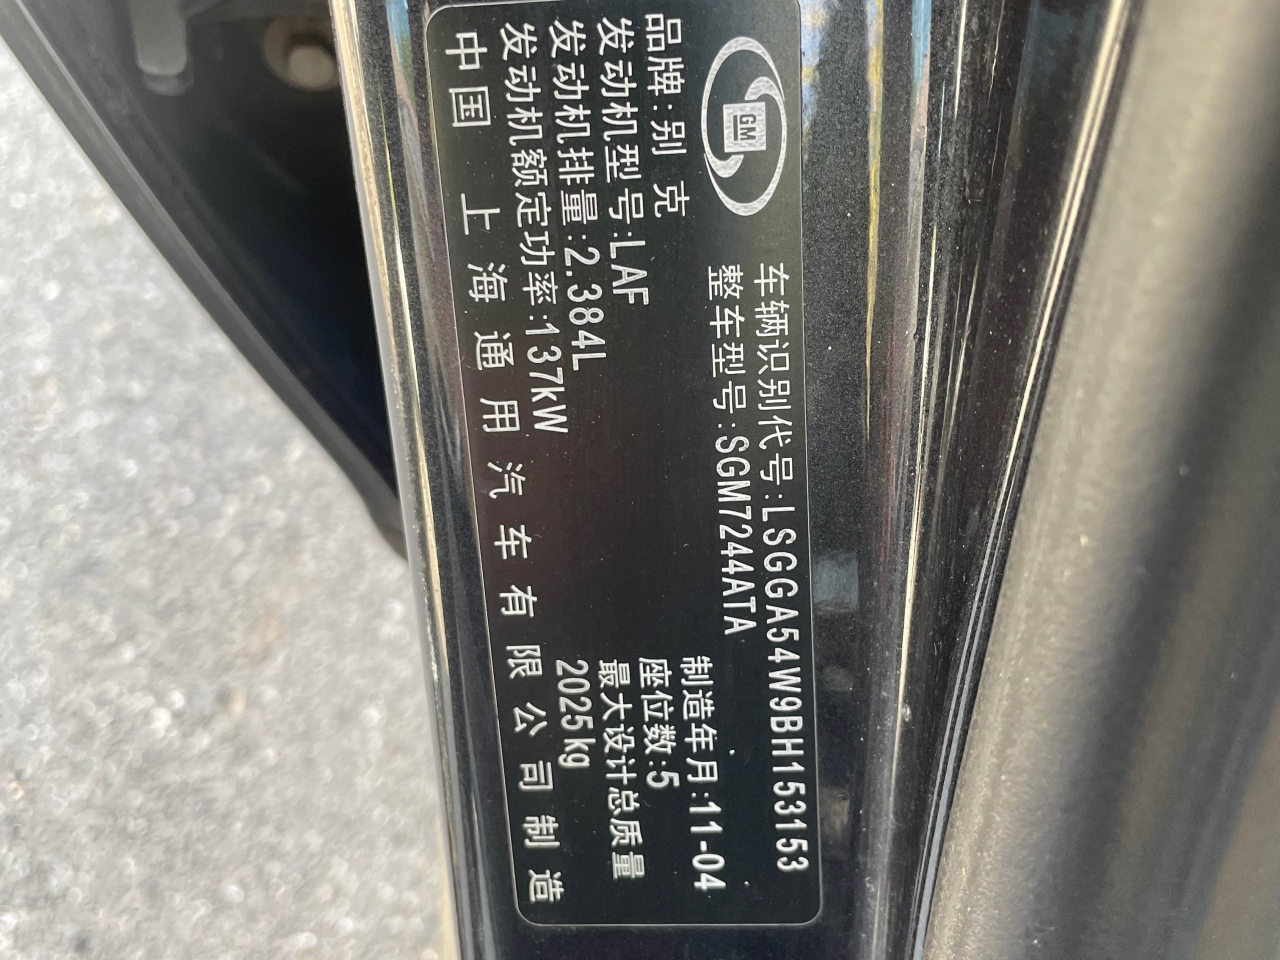 GM
车辆识别代号:LSGGA54W9BH153153
整车型号:SGM7244ATA
品牌:别 克
制造年月:11-04
发动机型号:LAF
座位数:5
发动机排量:2.384L
最大设计总质量
发动机额定功率:137kW
2025kg
中国 上海通用汽车有限公司制造